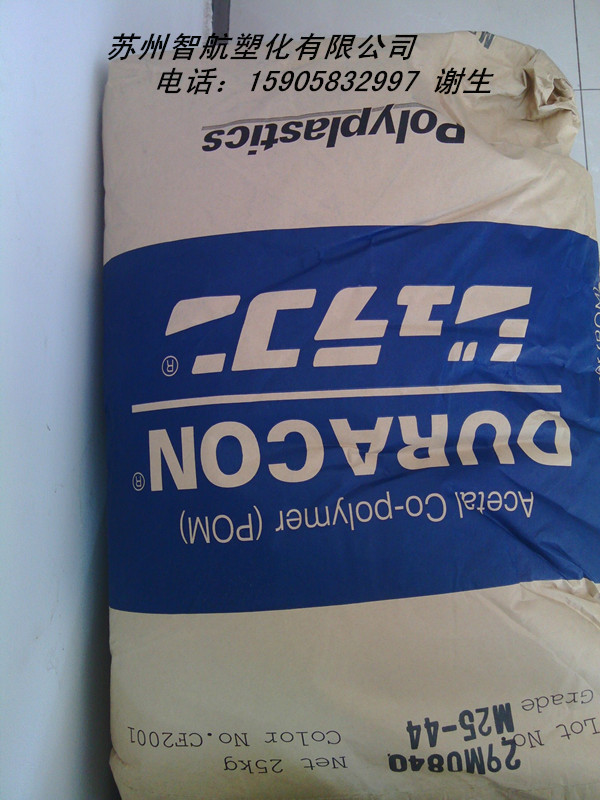 苏州智航塑化有限公司
电话：15905832997 谢生
Polyplastics
ジュラコン®
DURACON®
Acetal Co-polymer (POM)
Grade M25-44
Color No.CF2001
Lot No. 29M0840
Net 25kg